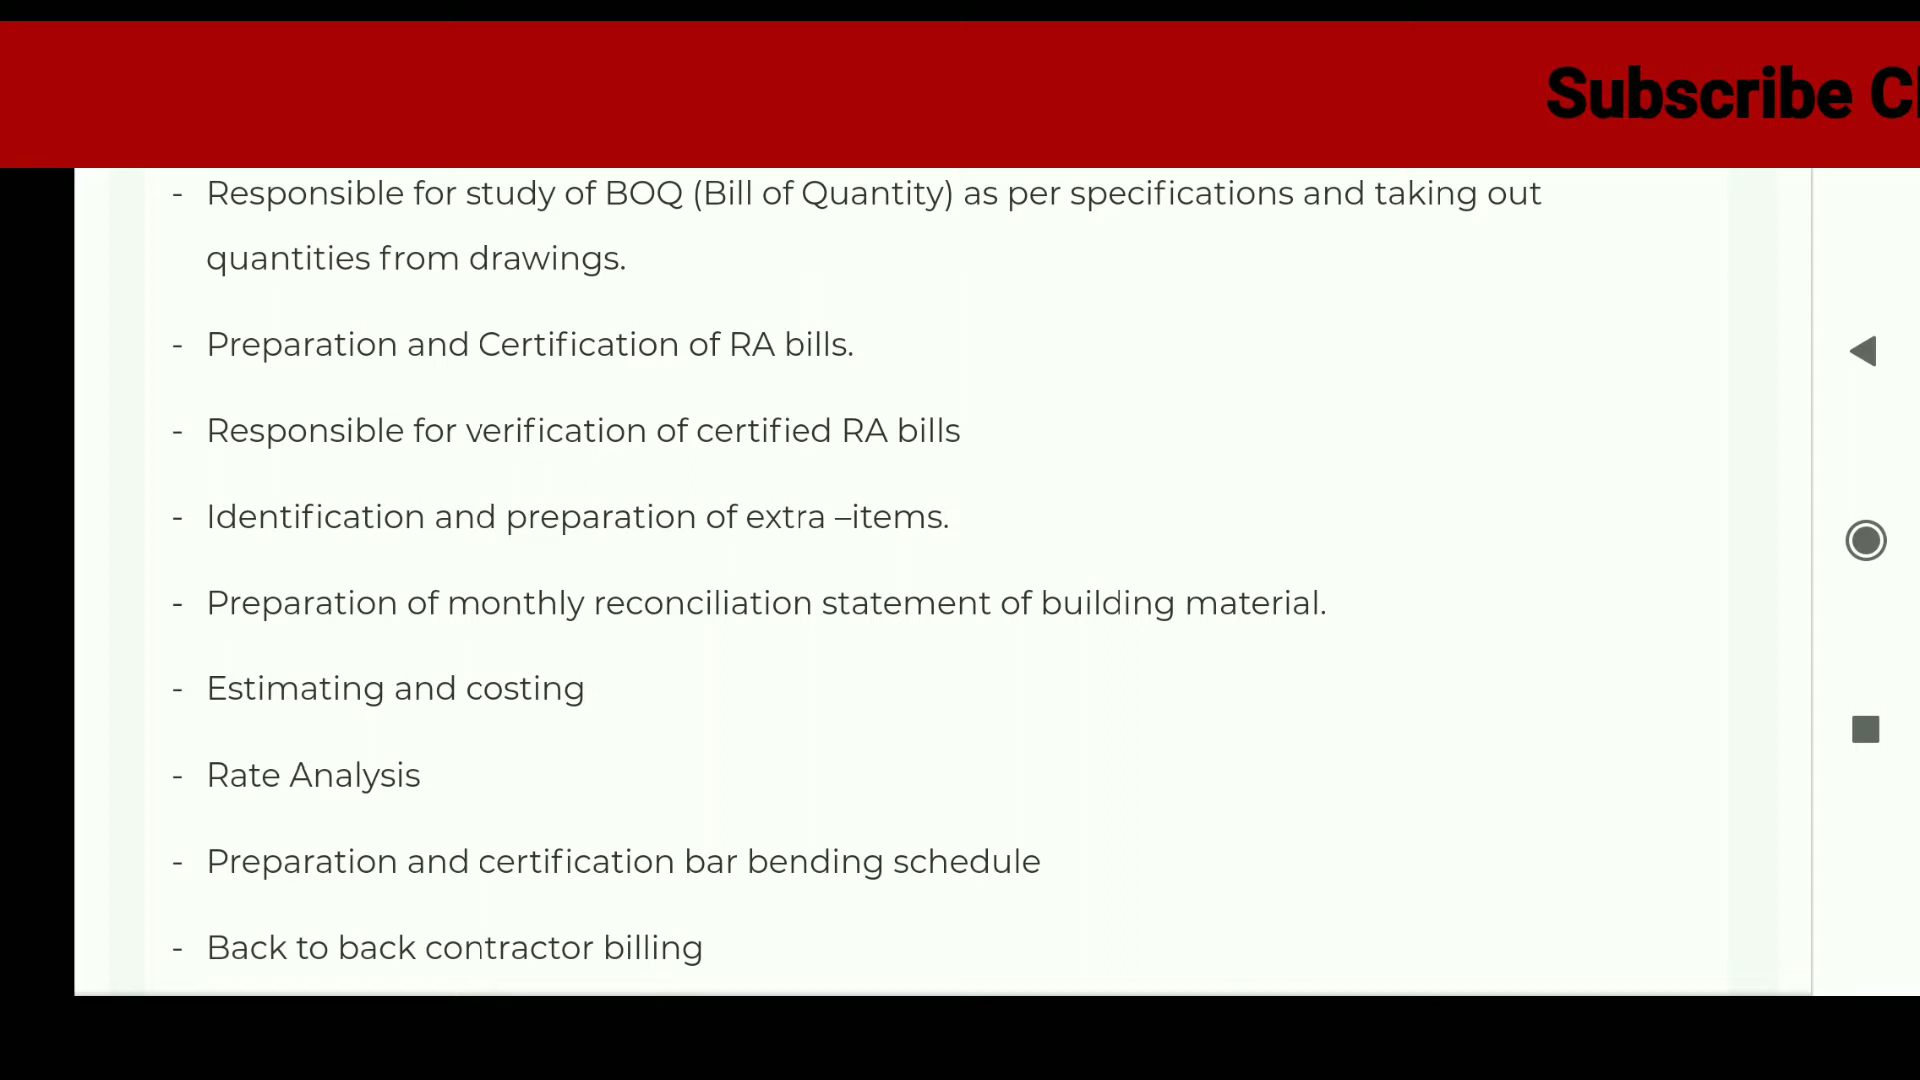 Subscribe
- Responsible for study of BOQ (Bill of Quantity) as per specifications and taking out
quantities from drawings.
- Preparation and Certification of RA bills.
- Responsible for verification of certified RA bills
- Identification and preparation of extra –items.
- Preparation of monthly reconciliation statement of building material.
- Estimating and costing
- Rate Analysis
- Preparation and certification bar bending schedule
- Back to back contractor billing